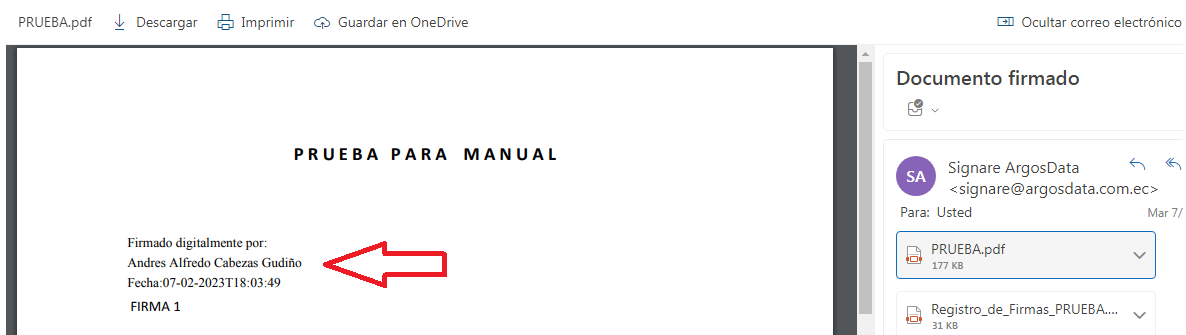 PRUEBA.pdf Descargar Imprimir Guardar en OneDrive Ocultar correo electrónico
PRUEBA PARA MANUAL
Firmado digitalmente por:
Andres Alfredo Cabezas Gudiño
Fecha:07-02-2023T18:03:49
FIRMA 1
Documento firmado
SA
Signare ArgosData
<signare@argosdata.com.ec>
Para: Usted
Mar 7/
PRUEBA.pdf
177 KB
Registro_de_Firmas_PRUEBA....
31 KB